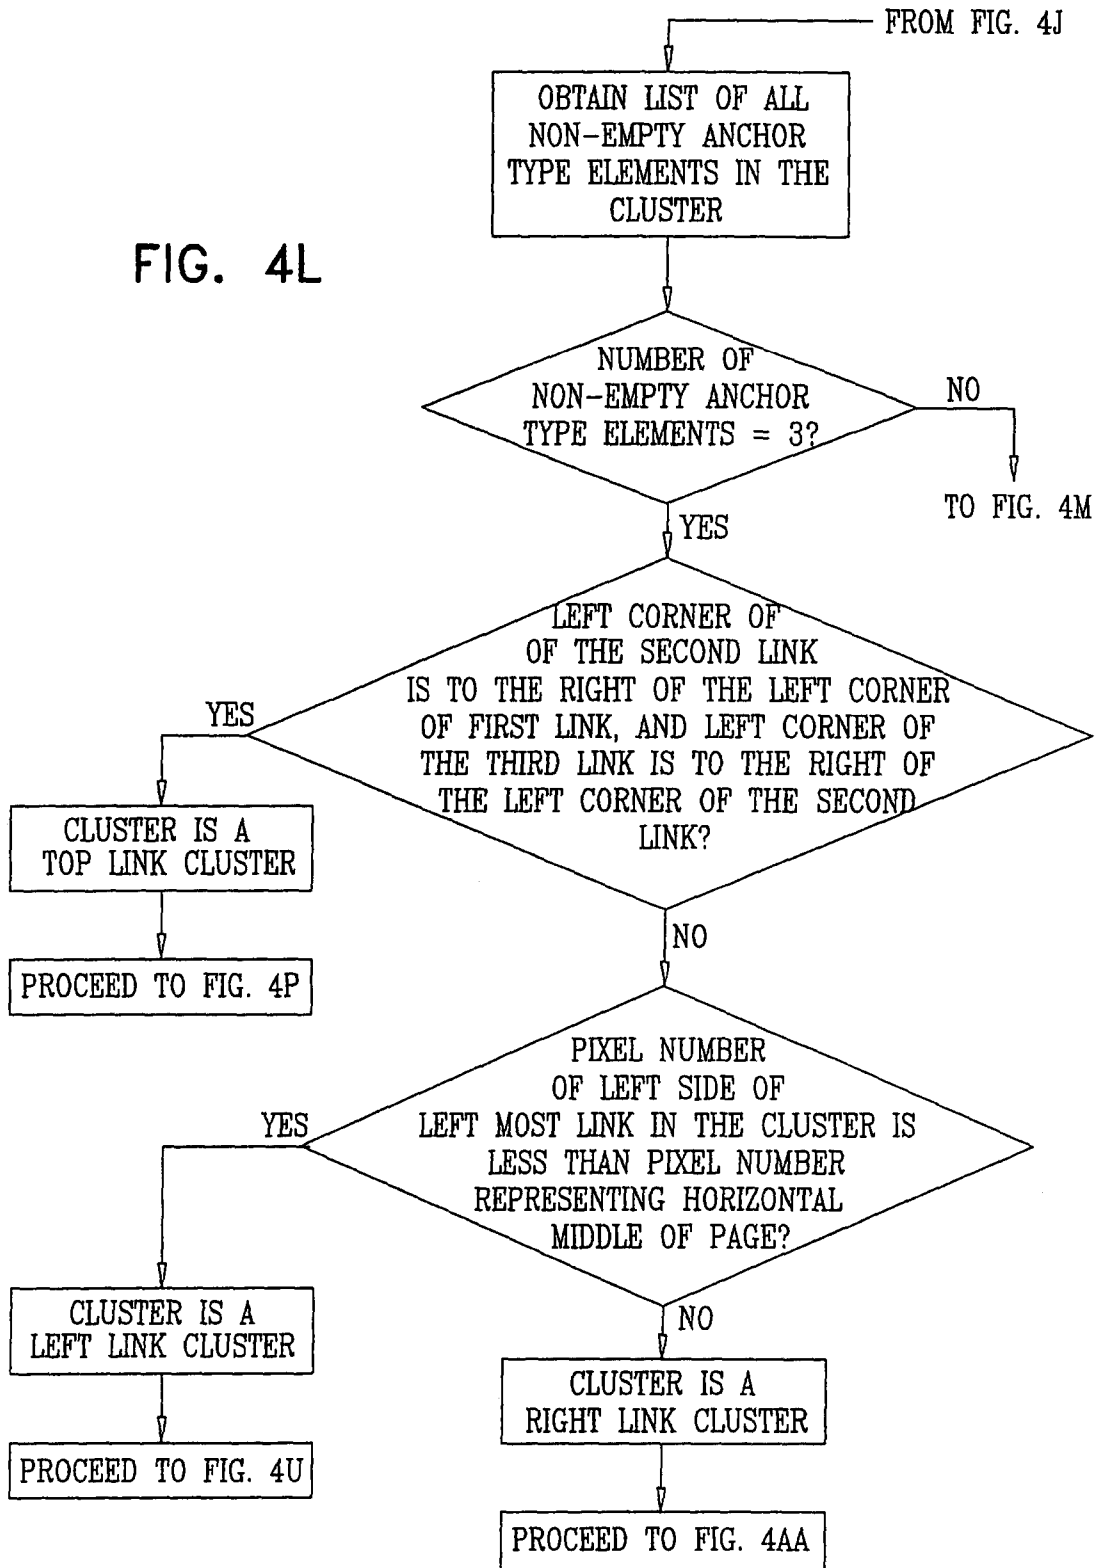 FROM FIG. 4J
OBTAIN LIST OF ALL
NON-EMPTY ANCHOR
TYPE ELEMENTS IN THE
CLUSTER
FIG. 4L
NUMBER OF
NON-EMPTY ANCHOR
TYPE ELEMENTS = 3?
NO
TO FIG. 4M
YES
LEFT CORNER OF
OF THE SECOND LINK
IS TO THE RIGHT OF THE LEFT CORNER
OF FIRST LINK, AND LEFT CORNER OF
THE THIRD LINK IS TO THE RIGHT OF
THE LEFT CORNER OF THE SECOND
LINK?
YES
CLUSTER IS A
TOP LINK CLUSTER
PROCEED TO FIG. 4P
NO
PIXEL NUMBER
OF LEFT SIDE OF
LEFT MOST LINK IN THE CLUSTER IS
LESS THAN PIXEL NUMBER
REPRESENTING HORIZONTAL
MIDDLE OF PAGE?
YES
CLUSTER IS A
LEFT LINK CLUSTER
PROCEED TO FIG. 4U
NO
CLUSTER IS A
RIGHT LINK CLUSTER
PROCEED TO FIG. 4AA